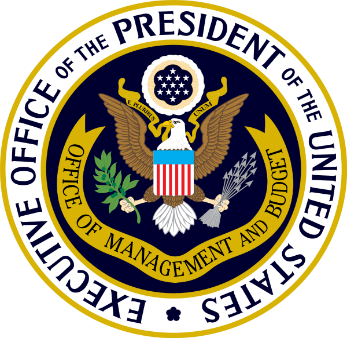 EXECUTIVE OFFICE OF THE PRESIDENT OF THE UNITED STATES
E PLURIBUS UNUM
OFFICE OF MANAGEMENT AND BUDGET